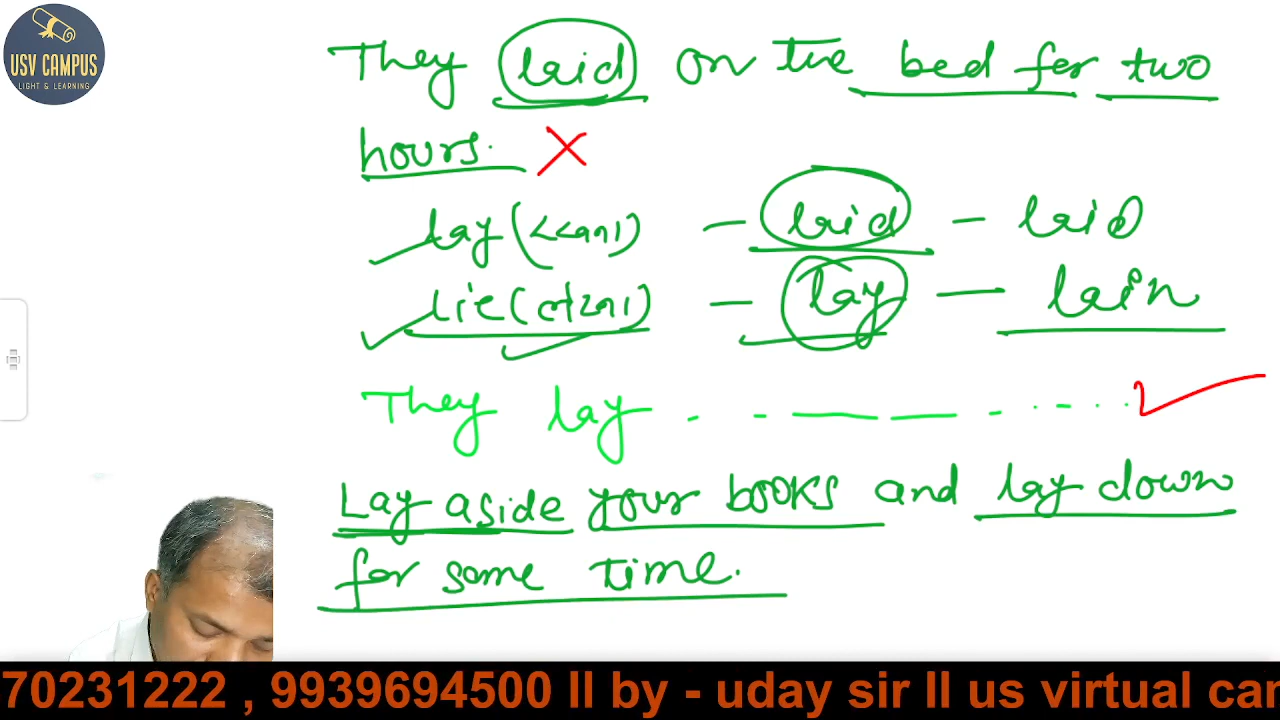 USV CAMPUS
LIGHT & LEARNING
They laid on the bed for two
hours.
lay (रखना) - laid - laid
lie (लेटना) - lay - lain
They lay
Lay aside your books and lay down
for some time.
70231222 , 9939694500 ll by - uday sir ll us virtual car